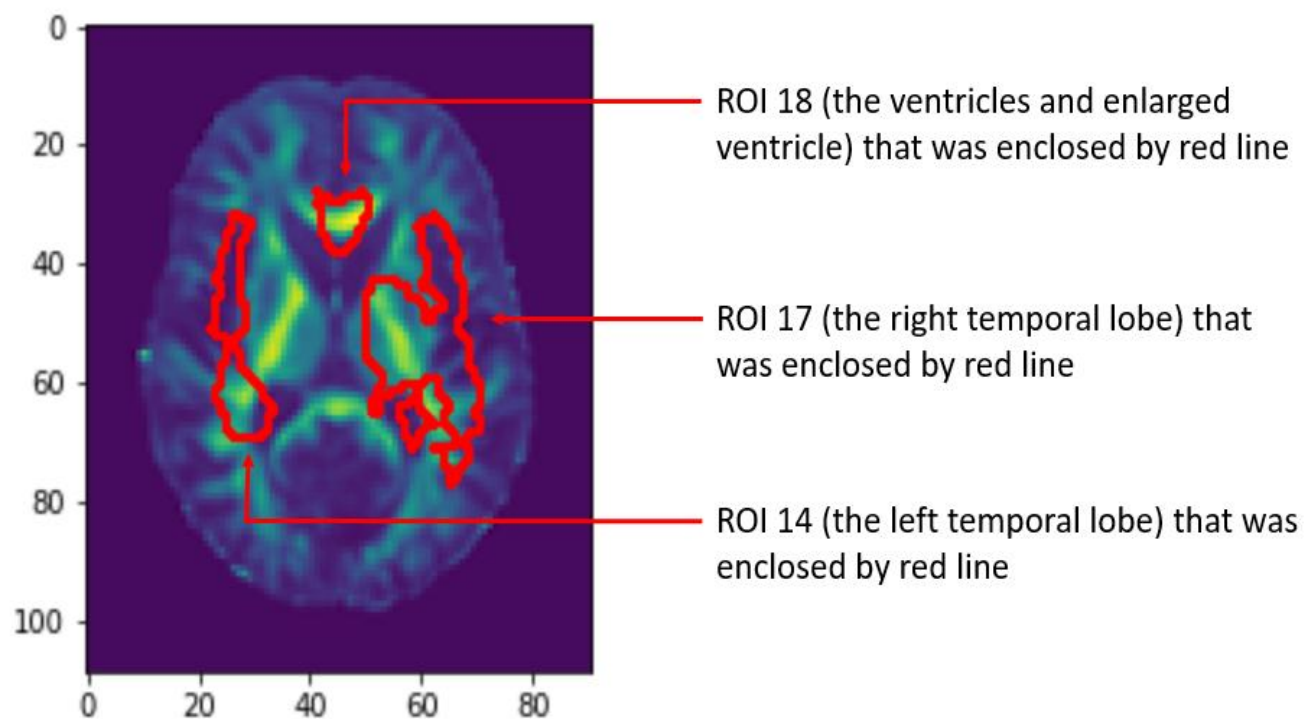 0
20
40
60
80
100
0 20 40 60 80
ROI 18 (the ventricles and enlarged
ventricle) that was enclosed by red line
ROI 17 (the right temporal lobe) that
was enclosed by red line
ROI 14 (the left temporal lobe) that was
enclosed by red line